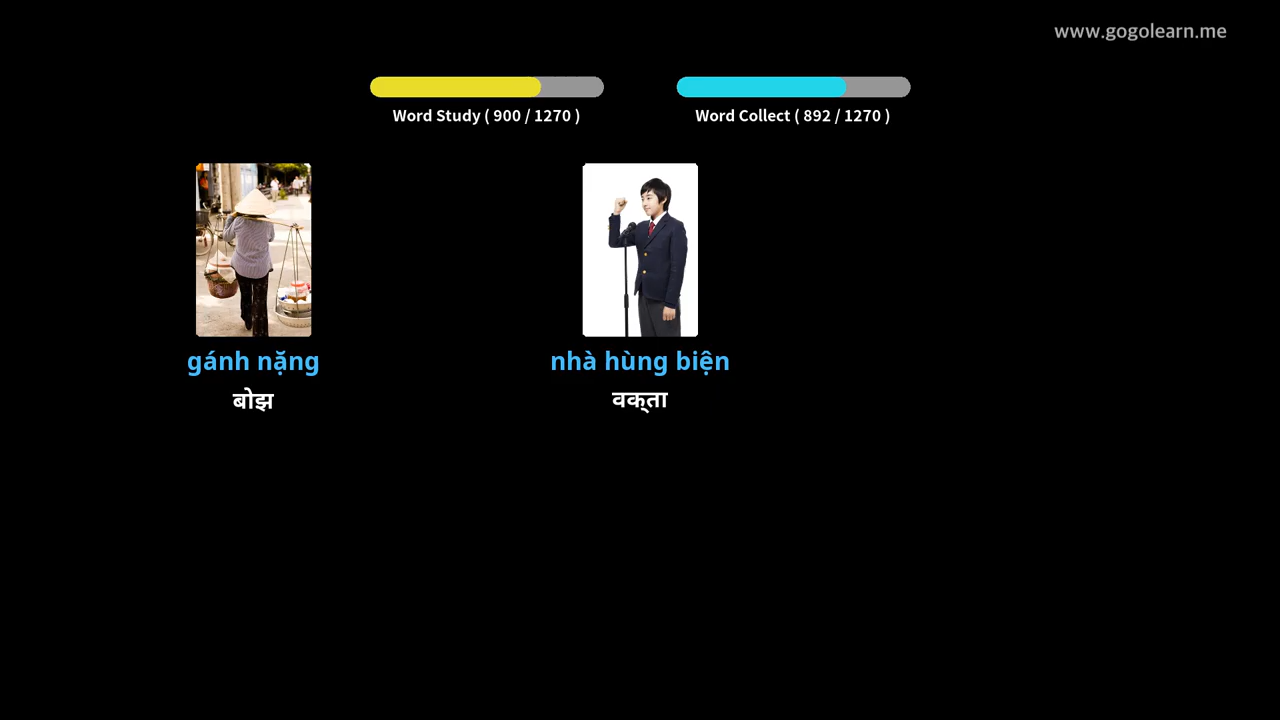 www.gogolearn.me
Word Study ( 900 / 1270 )
Word Collect ( 892 / 1270 )
gánh nặng
बोझ
nhà hùng biện
वक्ता